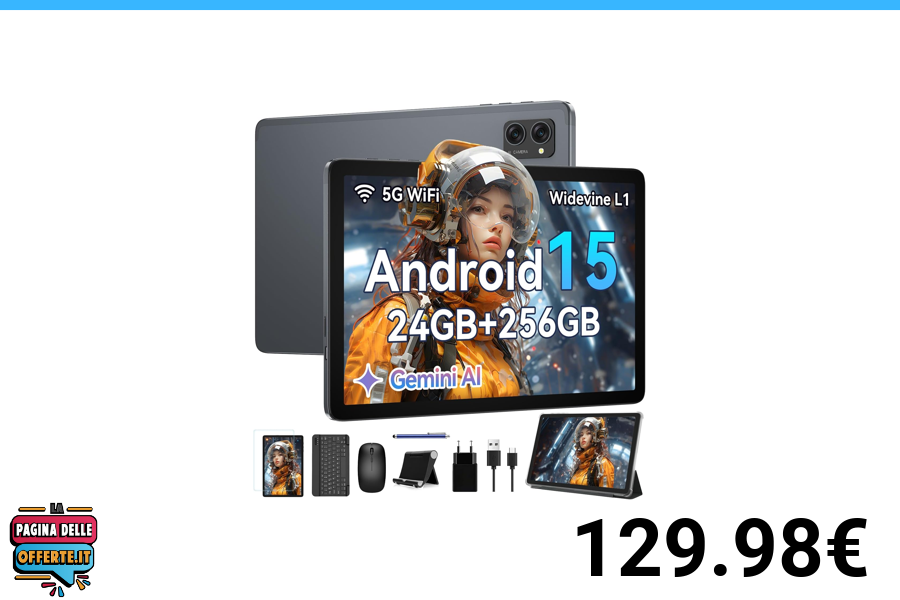 5G WiFi
Widevine L1
Android 15
24GB+256GB
Gemini AI
LA
PAGINA DELLE
OFFERTE.IT
129.98€